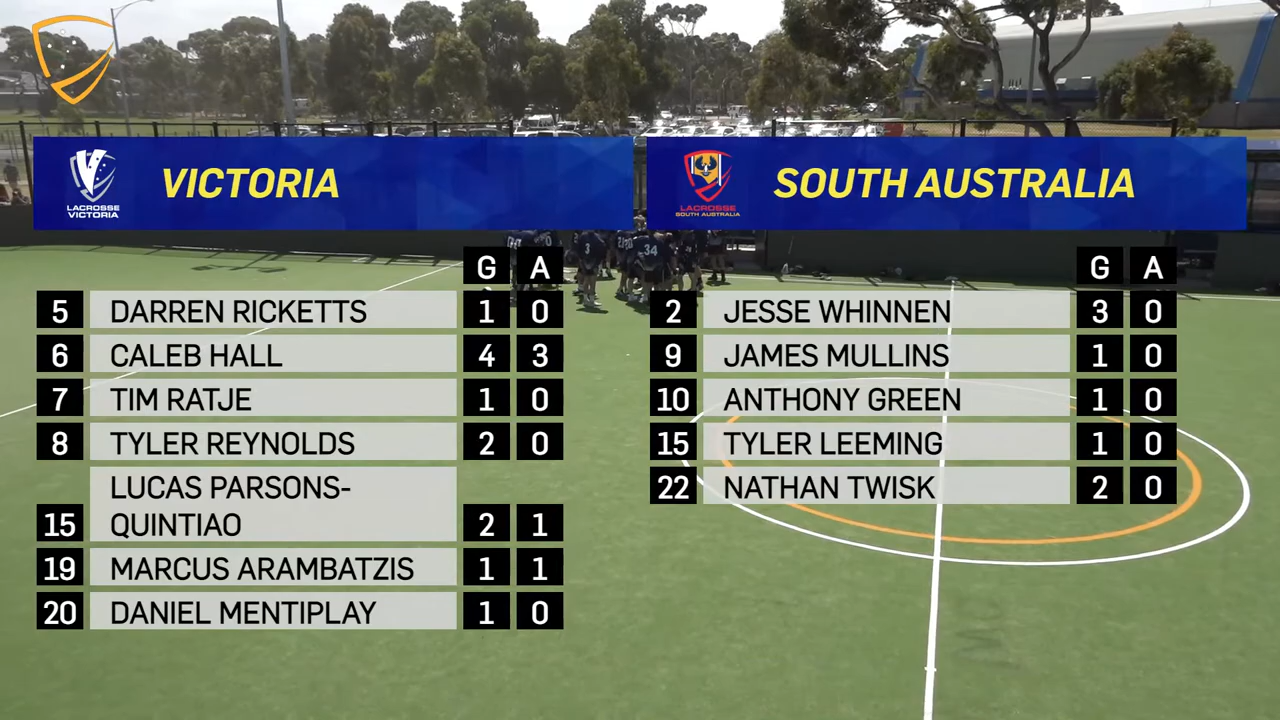 VICTORIA
LACROSSE
VICTORIA
G A
5 DARREN RICKETTS 1 0
6 CALEB HALL 4 3
7 TIM RATJE 1 0
8 TYLER REYNOLDS 2 0
LUCAS PARSONS-
15 QUINTIAO 2 1
19 MARCUS ARAMBATZIS 1 1
20 DANIEL MENTIPLAY 1 0
SOUTH AUSTRALIA
LACROSSE
SOUTH AUSTRALIA
G A
2 JESSE WHINNEN 3 0
9 JAMES MULLINS 1 0
10 ANTHONY GREEN 1 0
15 TYLER LEEMING 1 0
22 NATHAN TWISK 2 0
3
34